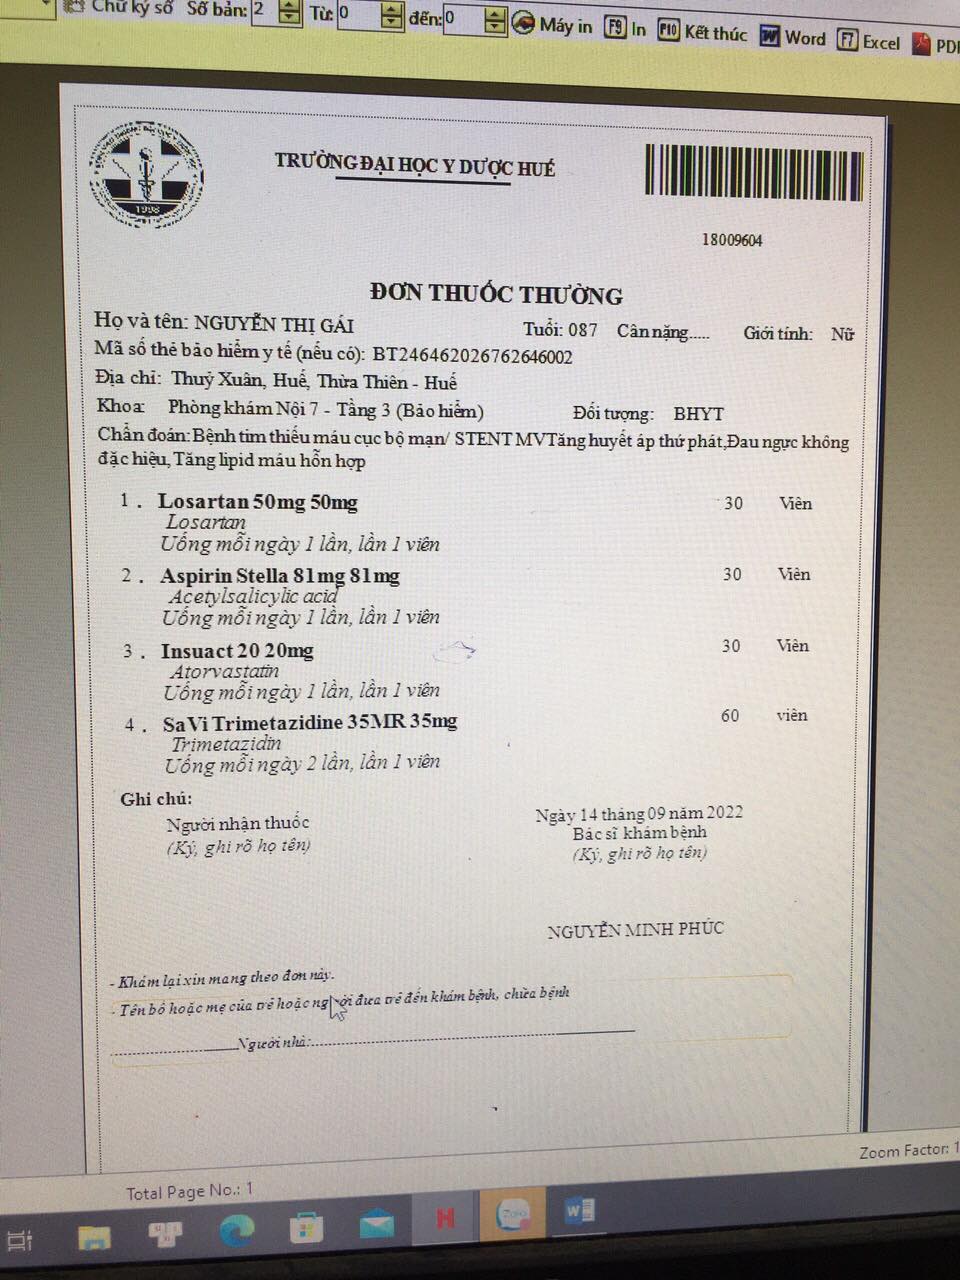 Chữ ký số Số bản: 2 Từ: 0 đến: 0 Máy in F9 In F10 Kết thúc Word F7 Excel
TRƯỜNG ĐẠI HỌC Y DƯỢC HUẾ
1998
18009604
ĐƠN THUỐC THƯỜNG
Họ và tên: NGUYỄN THỊ GÁI Tuổi: 087 Cân nặng..... Giới tính: Nữ
Mã số thẻ bảo hiểm y tế (nếu có): BT246462026762646002
Địa chỉ: Thuỷ Xuân, Huế, Thừa Thiên - Huế
Khoa: Phòng khám Nội 7 - Tầng 3 (Bảo hiểm) Đối tượng: BHYT
Chẩn đoán: Bệnh tim thiếu máu cục bộ mạn/ STENT MVTăng huyết áp thứ phát,Đau ngực không
đặc hiệu,Tăng lipid máu hỗn hợp
1 . Losartan 50mg 50mg 30 Viên
Losartan
Uống mỗi ngày 1 lần, lần 1 viên
2 . Aspirin Stella 81mg 81mg 30 Viên
Acetylsalicylic acid
Uống mỗi ngày 1 lần, lần 1 viên
3 . Insuact 20 20mg 30 Viên
Atorvastatin
Uống mỗi ngày 1 lần, lần 1 viên
4 . SaVi Trimetazidine 35MR 35mg 60 viên
Trimetazidin
Uống mỗi ngày 2 lần, lần 1 viên
Ghi chú:
Ngày 14 tháng 09 năm 2022
Người nhận thuốc Bác sĩ khám bệnh
(Ký, ghi rõ họ tên) (Ký, ghi rõ họ tên)
NGUYỄN MINH PHÚC
- Khám lại xin mang theo đơn này.
- Tên bố hoặc mẹ của trẻ hoặc người đưa trẻ đến khám bệnh, chữa bệnh
Người nhà:
Zoom Factor: 1
Total Page No.: 1
H Zalo W